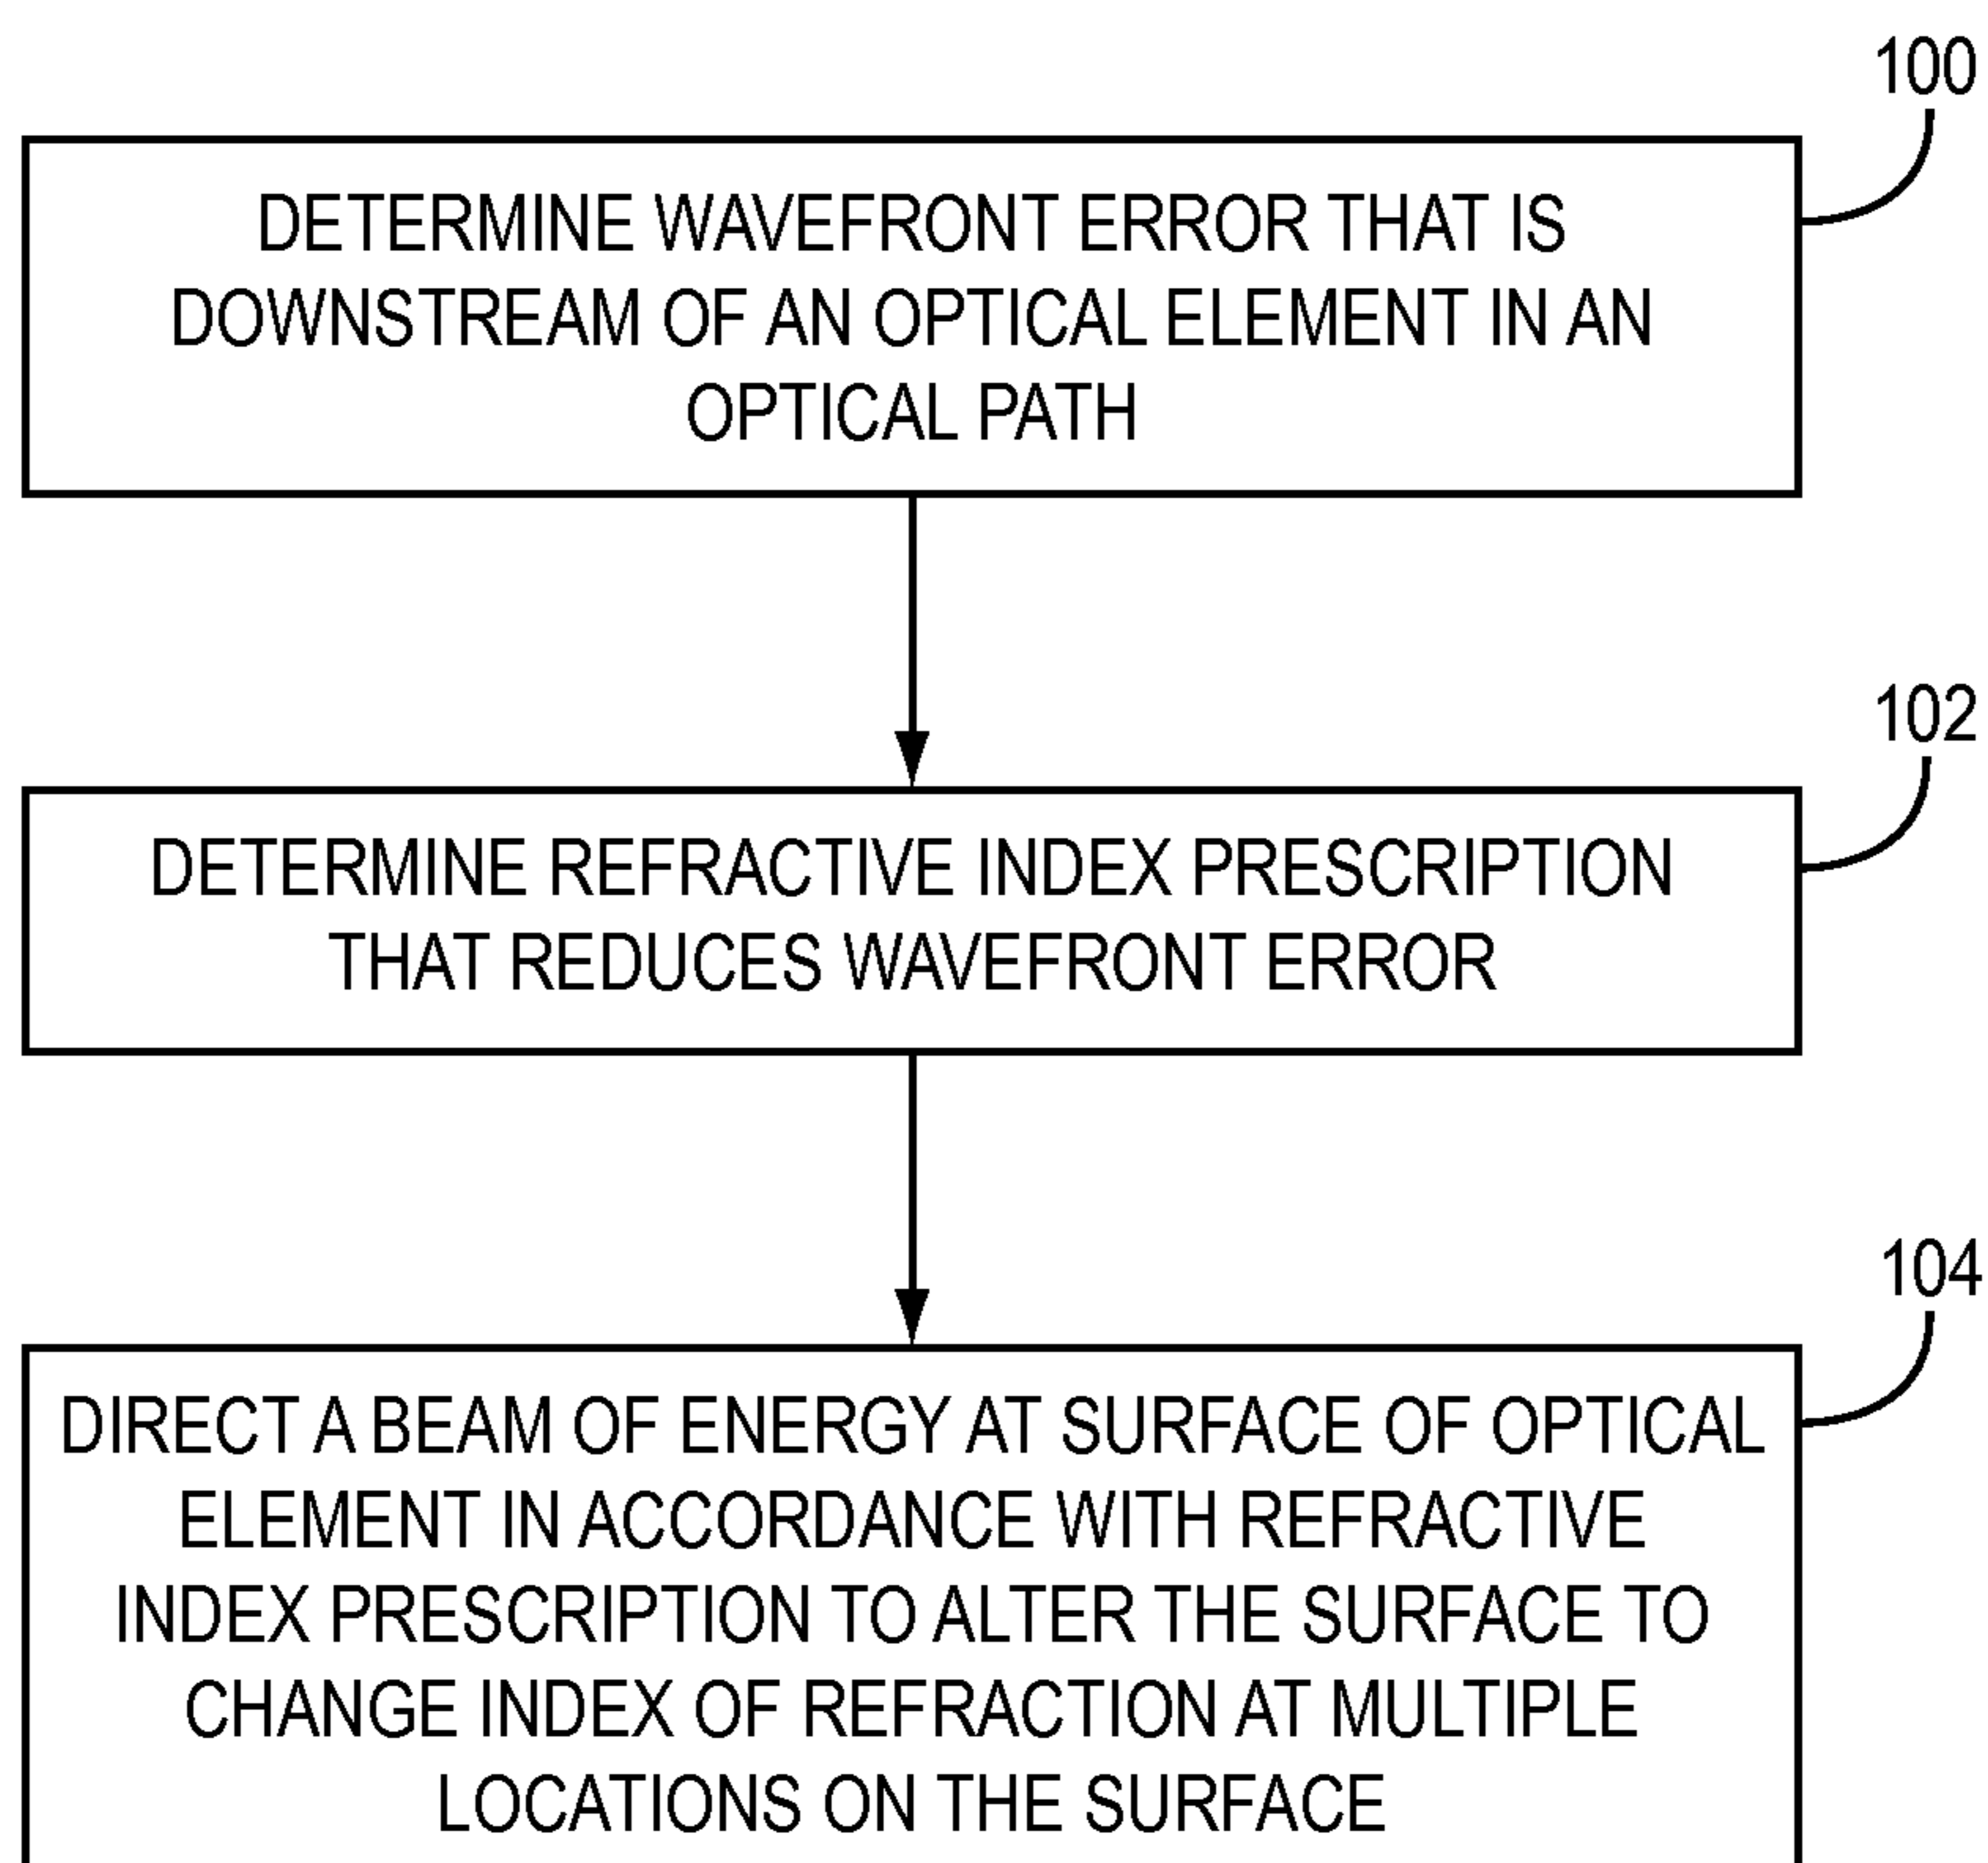 100
DETERMINE WAVEFRONT ERROR THAT IS
DOWNSTREAM OF AN OPTICAL ELEMENT IN AN
OPTICAL PATH
102
DETERMINE REFRACTIVE INDEX PRESCRIPTION
THAT REDUCES WAVEFRONT ERROR
104
DIRECT A BEAM OF ENERGY AT SURFACE OF OPTICAL
ELEMENT IN ACCORDANCE WITH REFRACTIVE
INDEX PRESCRIPTION TO ALTER THE SURFACE TO
CHANGE INDEX OF REFRACTION AT MULTIPLE
LOCATIONS ON THE SURFACE